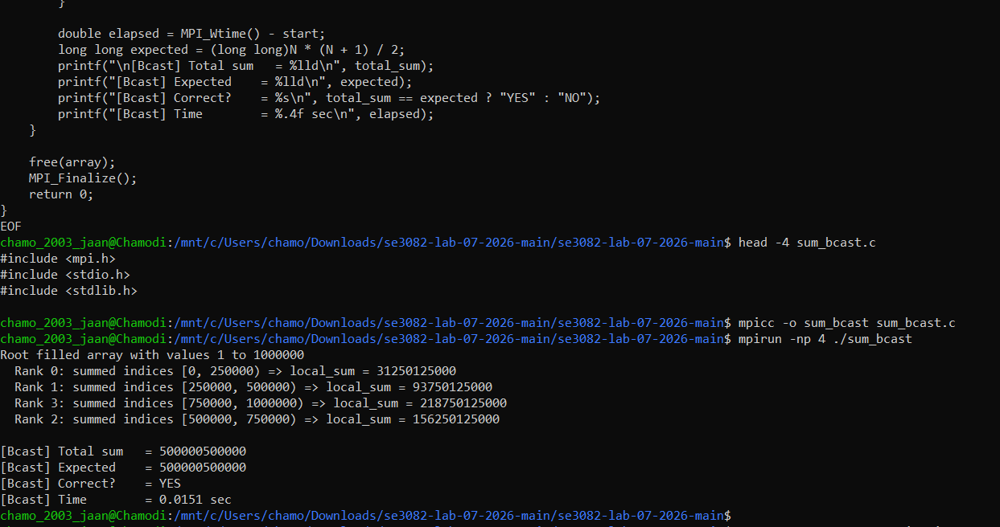 }

        double elapsed = MPI_Wtime() - start;
        long long expected = (long long)N * (N + 1) / 2;
        printf("\n[Bcast] Total sum   = %lld\n", total_sum);
        printf("[Bcast] Expected    = %lld\n", expected);
        printf("[Bcast] Correct?    = %s\n", total_sum == expected ? "YES" : "NO");
        printf("[Bcast] Time        = %.4f sec\n", elapsed);
    }

    free(array);
    MPI_Finalize();
    return 0;
}
EOF
chamo_2003_jaan@Chamodi:/mnt/c/Users/chamo/Downloads/se3082-lab-07-2026-main/se3082-lab-07-2026-main$ head -4 sum_bcast.c
#include <mpi.h>
#include <stdio.h>
#include <stdlib.h>

chamo_2003_jaan@Chamodi:/mnt/c/Users/chamo/Downloads/se3082-lab-07-2026-main/se3082-lab-07-2026-main$ mpicc -o sum_bcast sum_bcast.c
chamo_2003_jaan@Chamodi:/mnt/c/Users/chamo/Downloads/se3082-lab-07-2026-main/se3082-lab-07-2026-main$ mpirun -np 4 ./sum_bcast
Root filled array with values 1 to 1000000
  Rank 0: summed indices [0, 250000) => local_sum = 31250125000
  Rank 1: summed indices [250000, 500000) => local_sum = 93750125000
  Rank 3: summed indices [750000, 1000000) => local_sum = 218750125000
  Rank 2: summed indices [500000, 750000) => local_sum = 156250125000

[Bcast] Total sum   = 500000500000
[Bcast] Expected    = 500000500000
[Bcast] Correct?    = YES
[Bcast] Time        = 0.0151 sec
chamo_2003_jaan@Chamodi:/mnt/c/Users/chamo/Downloads/se3082-lab-07-2026-main/se3082-lab-07-2026-main$